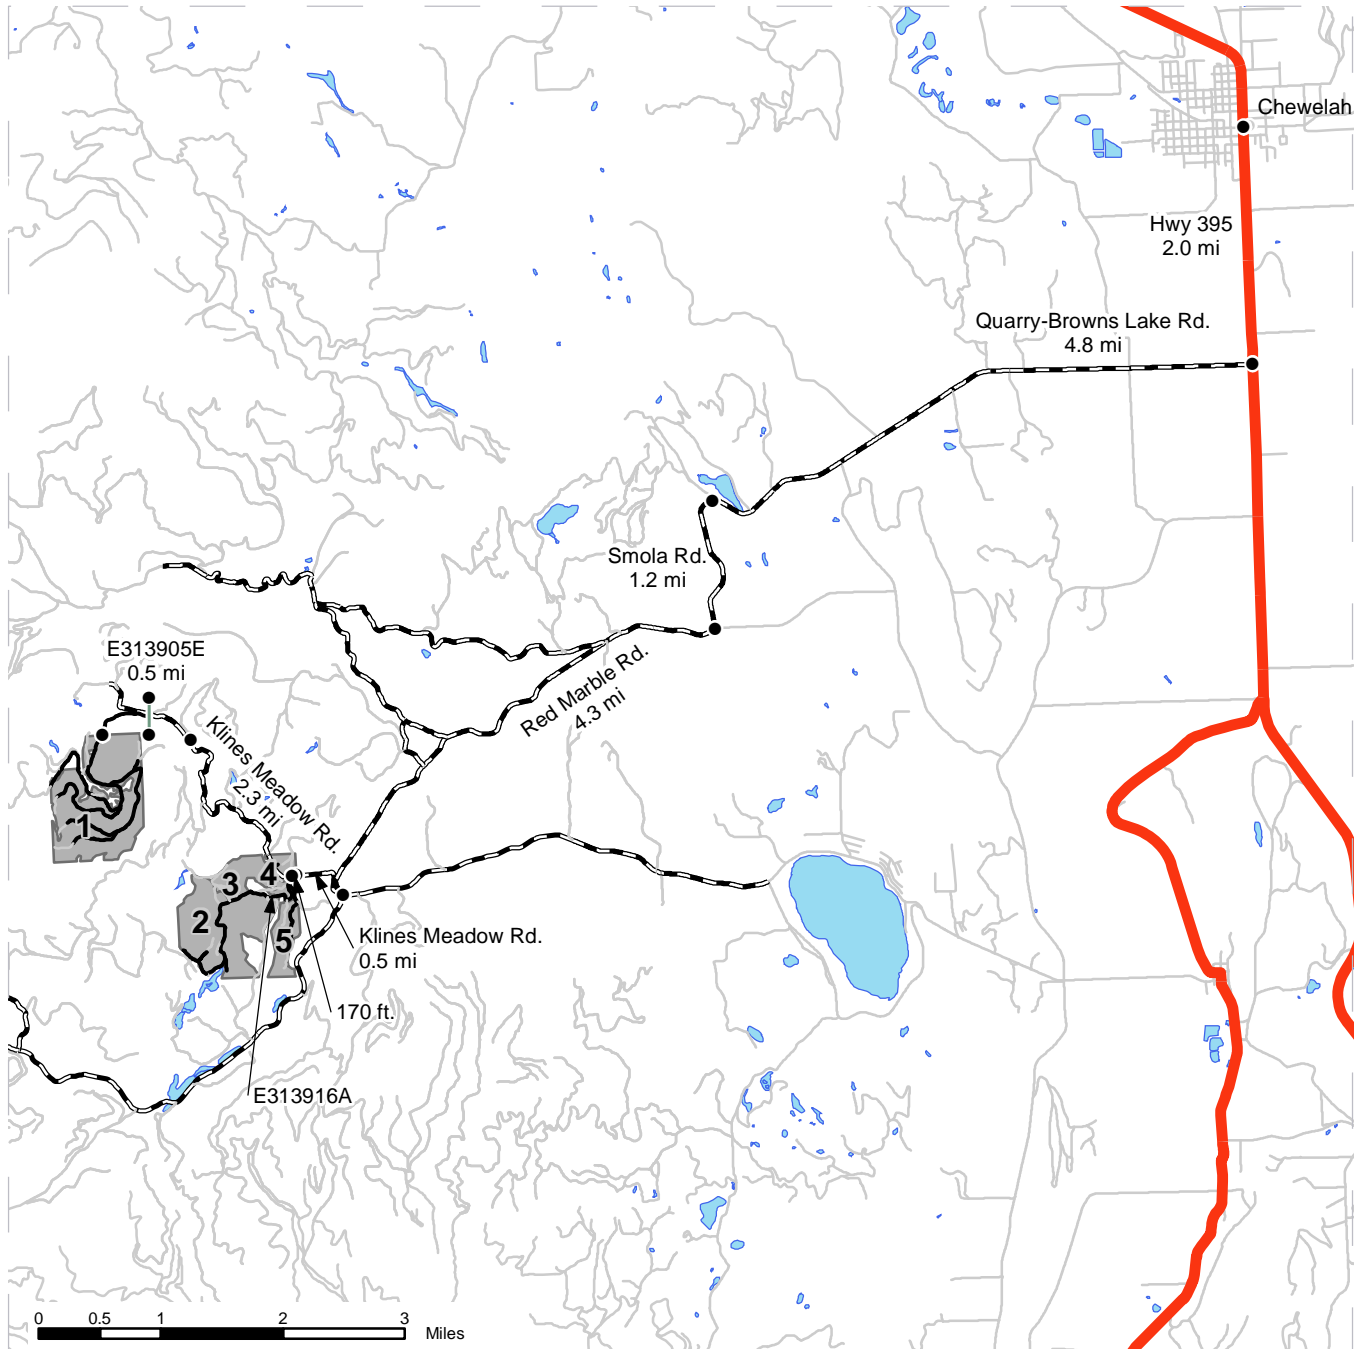 Chewelah
Hwy 395
2.0 mi
Quarry-Browns Lake Rd.
4.8 mi
Smola Rd.
1.2 mi
E313905E
0.5 mi
Red Marble Rd.
4.3 mi
Klines Meadow Rd.
2.3 mi
1
3
4
2
5
Klines Meadow Rd.
0.5 mi
170 ft.
E313916A
0 0.5 1 2 3
Miles